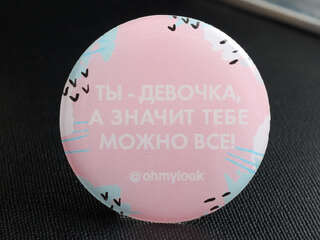 ТЫ - ДЕВОЧКА,
А ЗНАЧИТ ТЕБЕ
МОЖНО ВСЕ!
@ohmylook